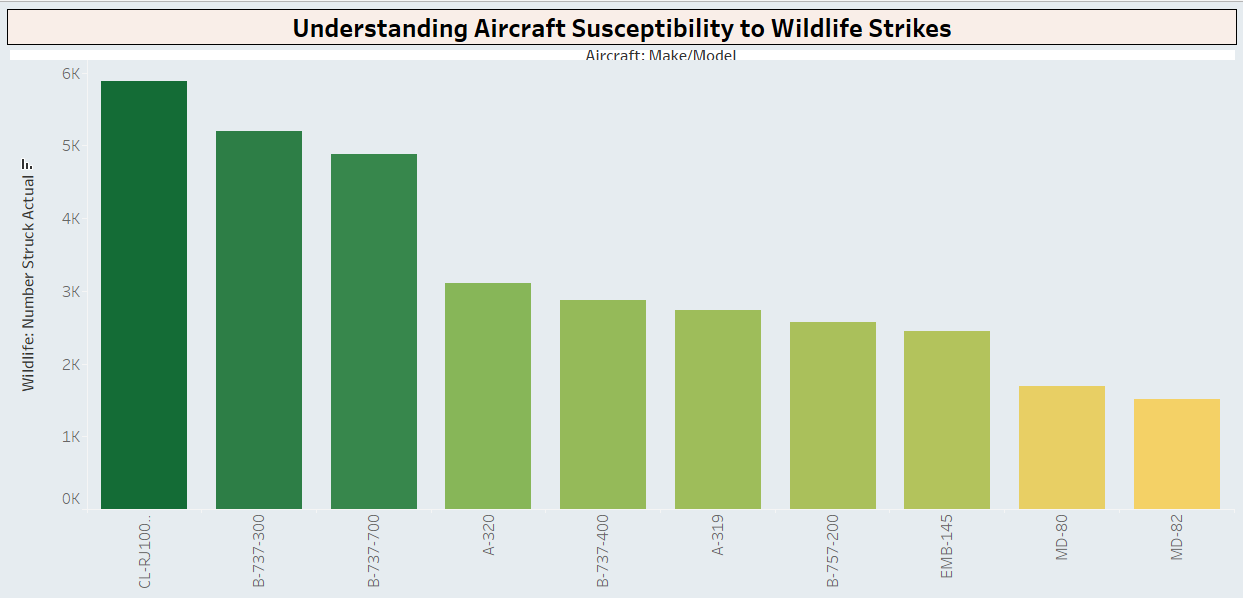 Understanding Aircraft Susceptibility to Wildlife Strikes
Aircraft: Make/Model
Wildlife: Number Struck Actual
6K
5K
4K
3K
2K
1K
0K
CL-RJ100..
B-737-300
B-737-700
A-320
B-737-400
A-319
B-757-200
EMB-145
MD-80
MD-82